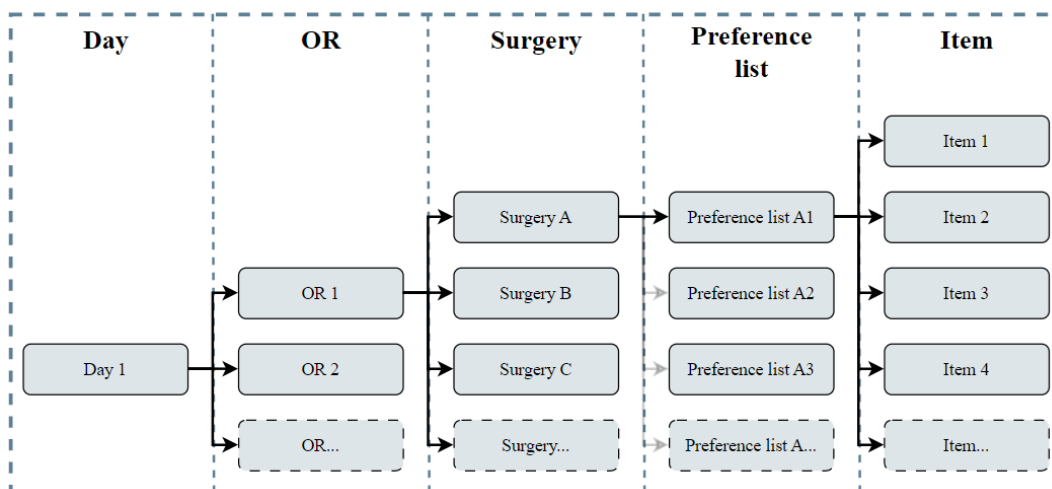 Day
OR
Surgery
Preference
list
Item
Item 1
Surgery A
Preference list A1
Item 2
OR 1
Surgery B
Preference list A2
Item 3
Day 1
OR 2
Surgery C
Preference list A3
Item 4
OR...
Surgery...
Preference list A...
Item...